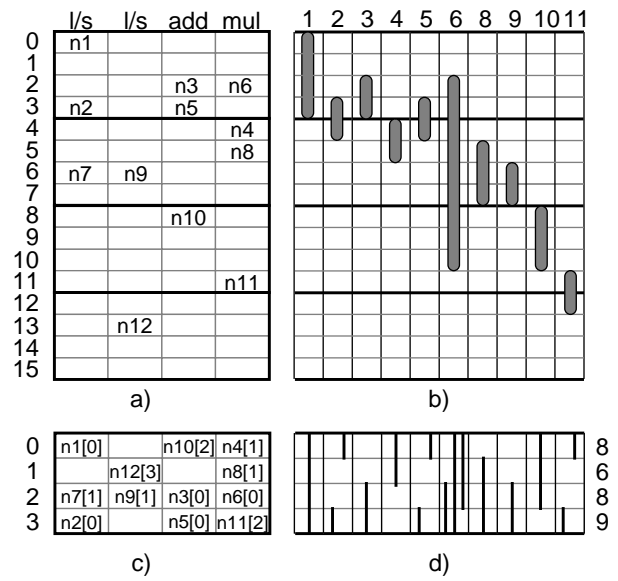 l/s l/s add mul 1 2 3 4 5 6 8 9 10 11
0 n1
1
2 n3 n6
3 n2 n5
4 n4
5 n8
6 n7 n9
7
8 n10
9
10
11 n11
12
13 n12
14
15
a) b)
0 n1[0] n10[2] n4[1] 8
1 n12[3] n8[1] 6
2 n7[1] n9[1] n3[0] n6[0] 8
3 n2[0] n5[0] n11[2] 9
c) d)